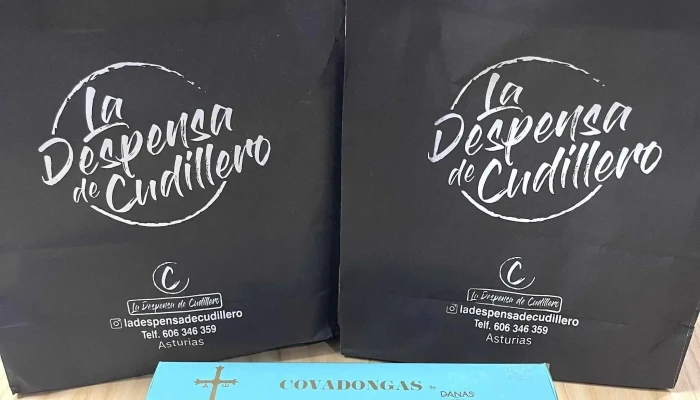 La
Despensa
de Cudillero
C
La Despensa de Cudillero
ladespensadecudillero
Telf. 606 346 359
Asturias
La
Despensa
de Cudillero
C
La Despensa de Cudillero
ladespensadecudillero
Telf. 606 346 359
Asturias
COVADONGAS by DANAS